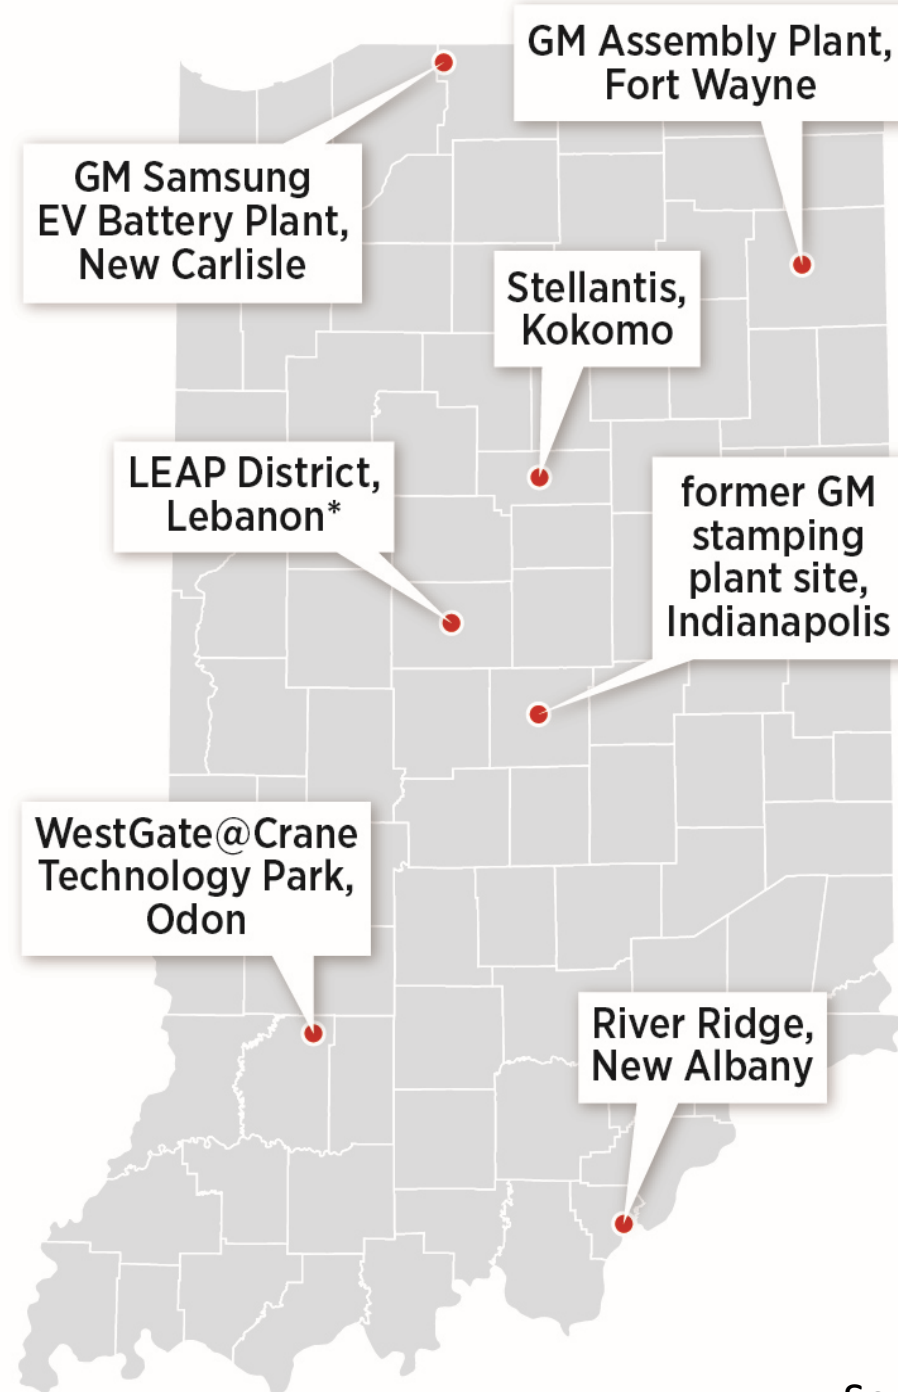 GM Assembly Plant,
Fort Wayne
GM Samsung
EV Battery Plant,
New Carlisle
Stellantis,
Kokomo
LEAP District,
Lebanon*
former GM
stamping
plant site,
Indianapolis
WestGate@Crane
Technology Park,
Odon
River Ridge,
New Albany